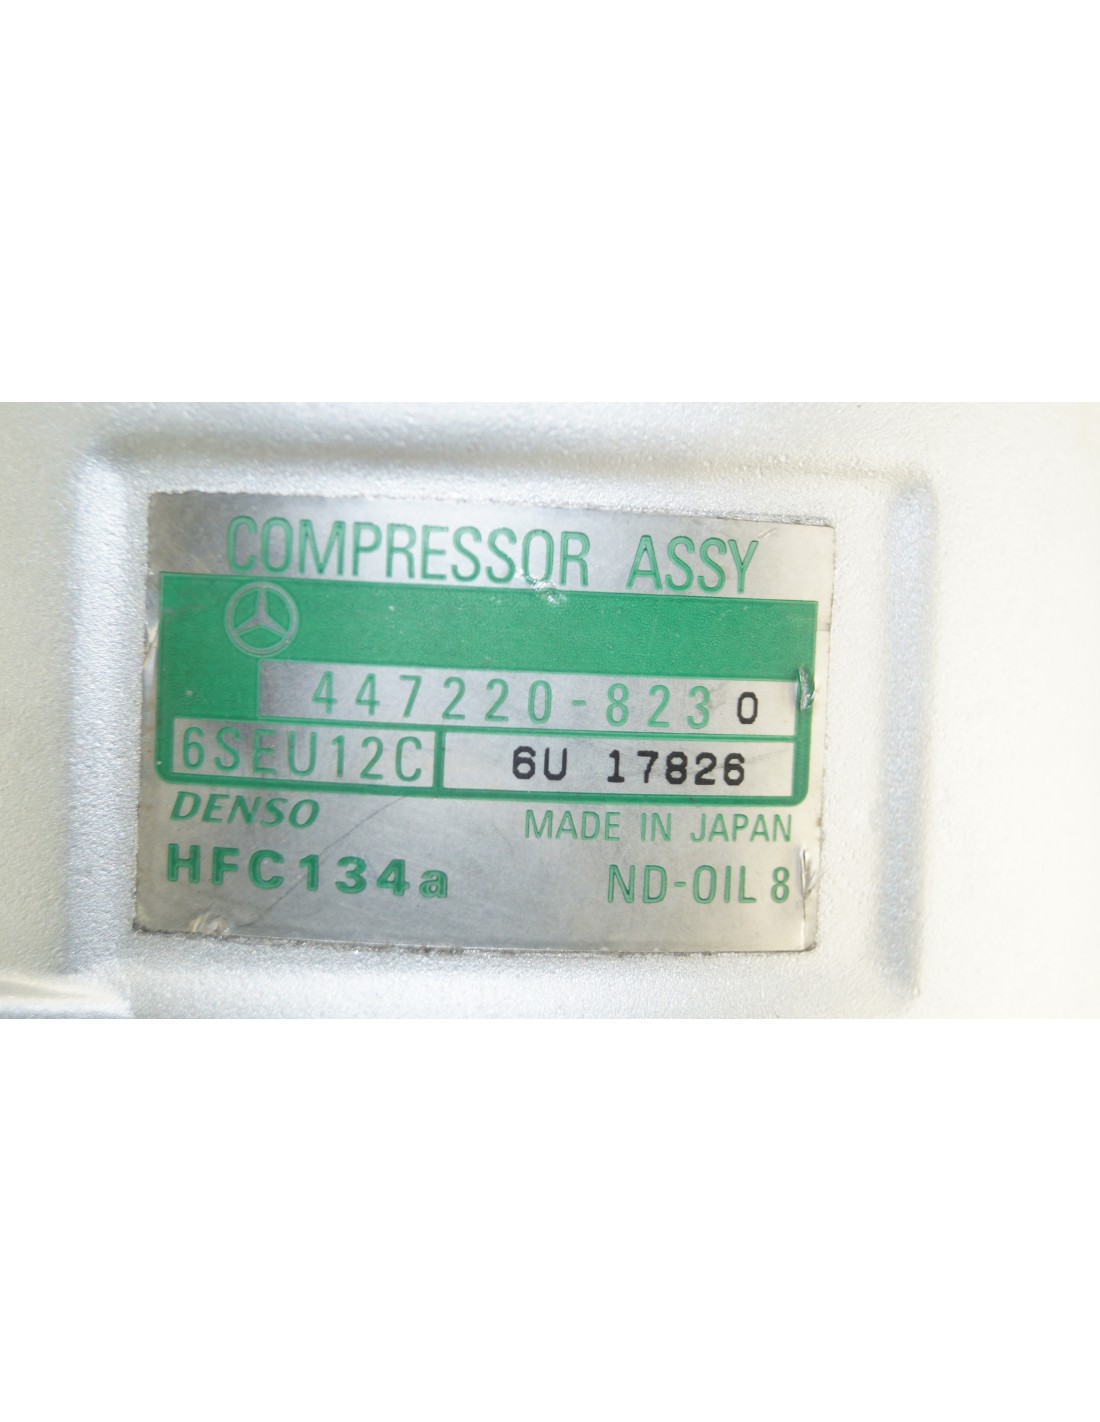 COMPRESSOR ASSY
447220-8230
6SEU12C 6U 17826
DENSO MADE IN JAPAN
HFC134a ND-OIL 8